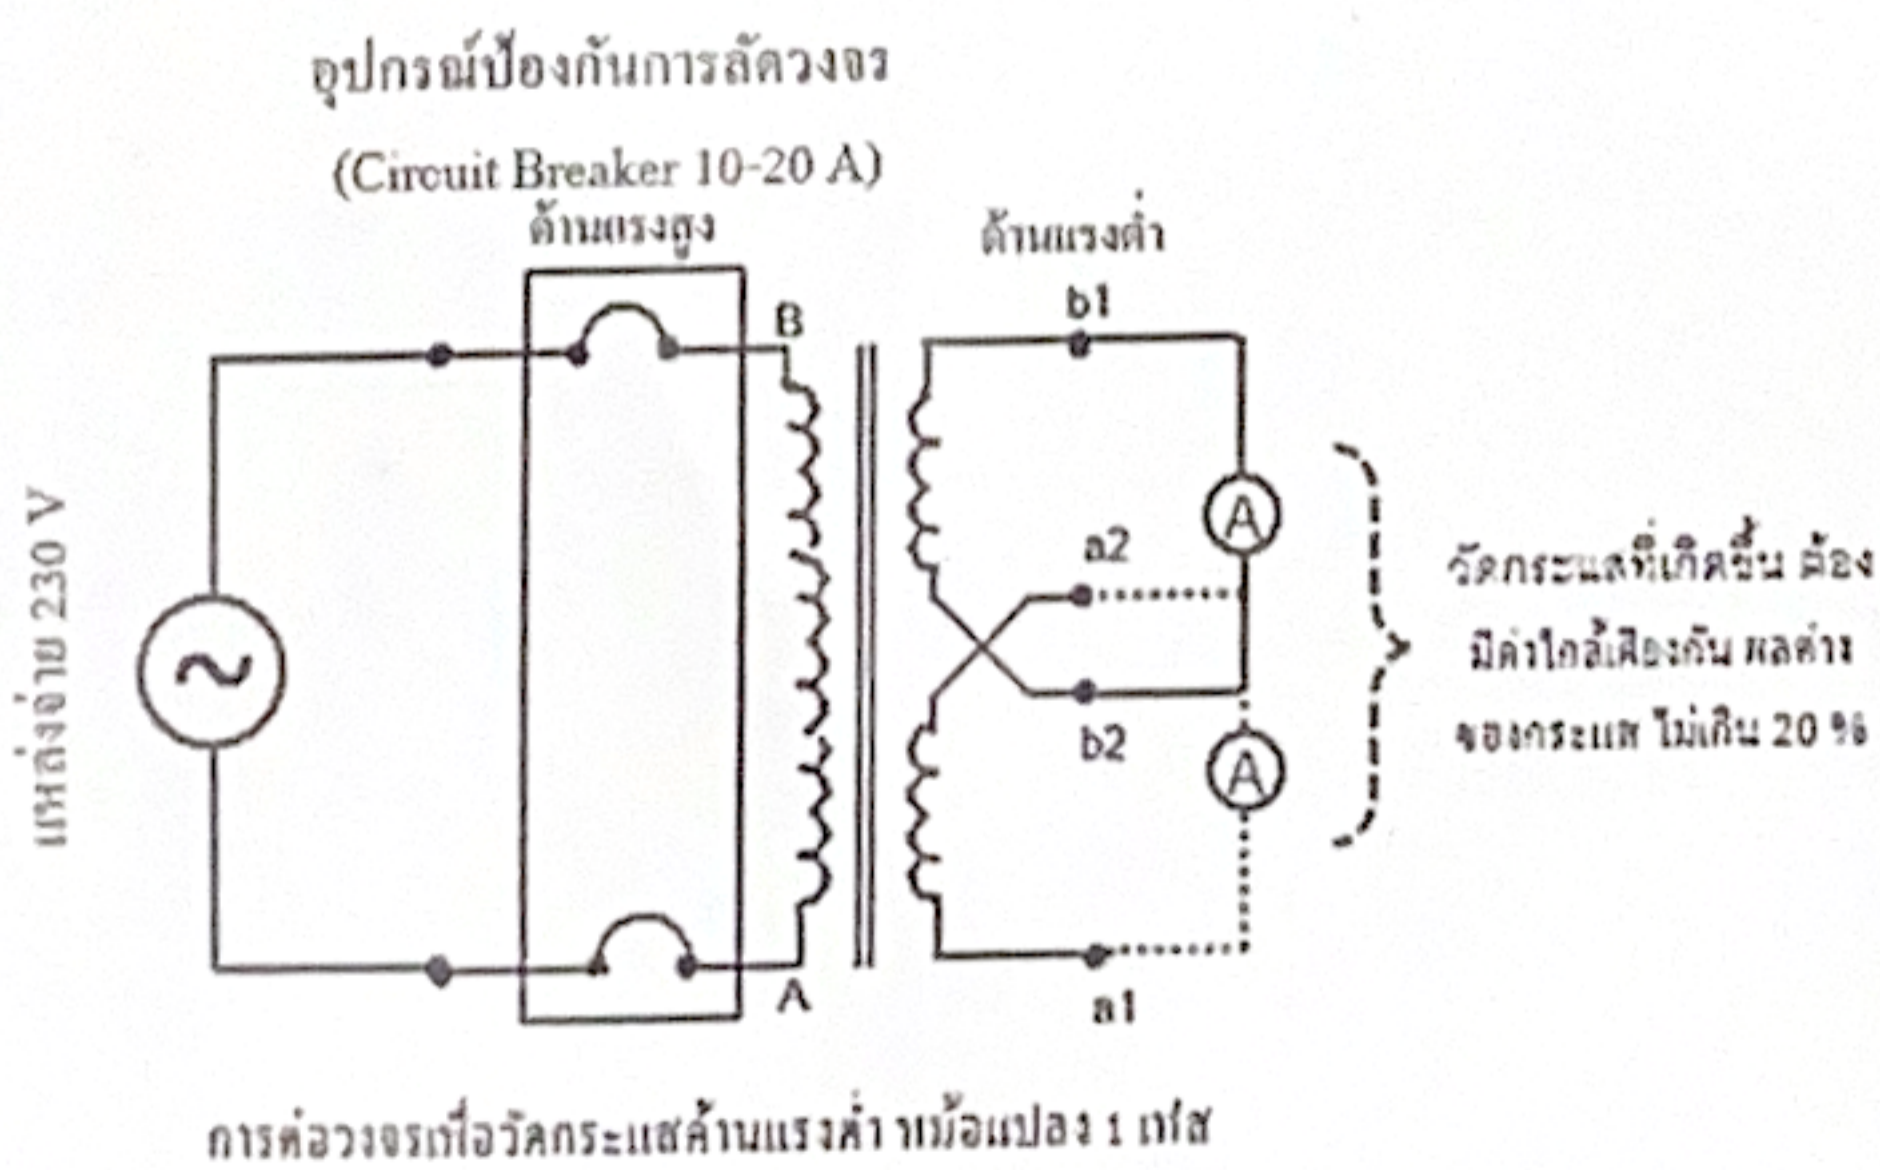 อุปกรณ์ป้องกันการลัดวงจร
(Circuit Breaker 10-20 A)
ด้านแรงสูง
ด้านแรงต่ำ
B
b1
A
a2
แหล่งจ่าย 230 V
b2
A
A
a1
วัดกระแสที่เกิดขึ้น ต้อง
มีค่าใกล้เคียงกัน ผลต่าง
ของกระแส ไม่เกิน 20 %
การต่อวงจรเพื่อวัดกระแสด้านแรงต่ำ หม้อแปลง 1 เฟส